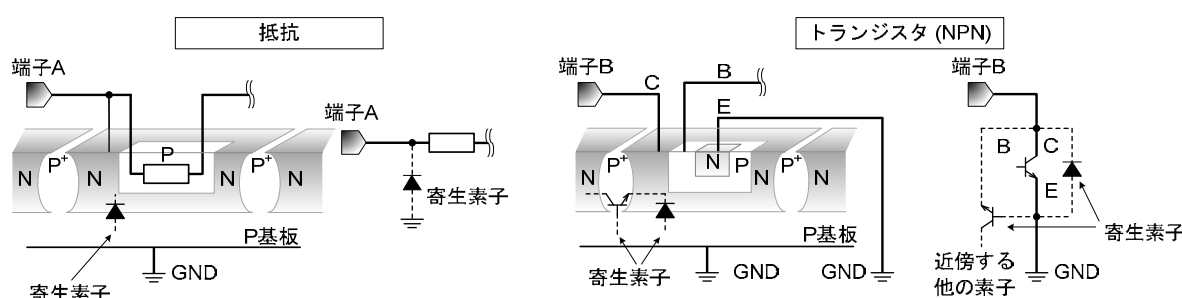 抵抗
端子A
N
P+
N
P
N
P+
N
P基板
GND
寄生素子
端子A
寄生素子
トランジスタ (NPN)
端子B
C
B
E
N
P+
N
N
P
N
P+
N
P基板
寄生素子
GND
GND
端子B
B
C
E
寄生素子
近傍する
他の素子
GND